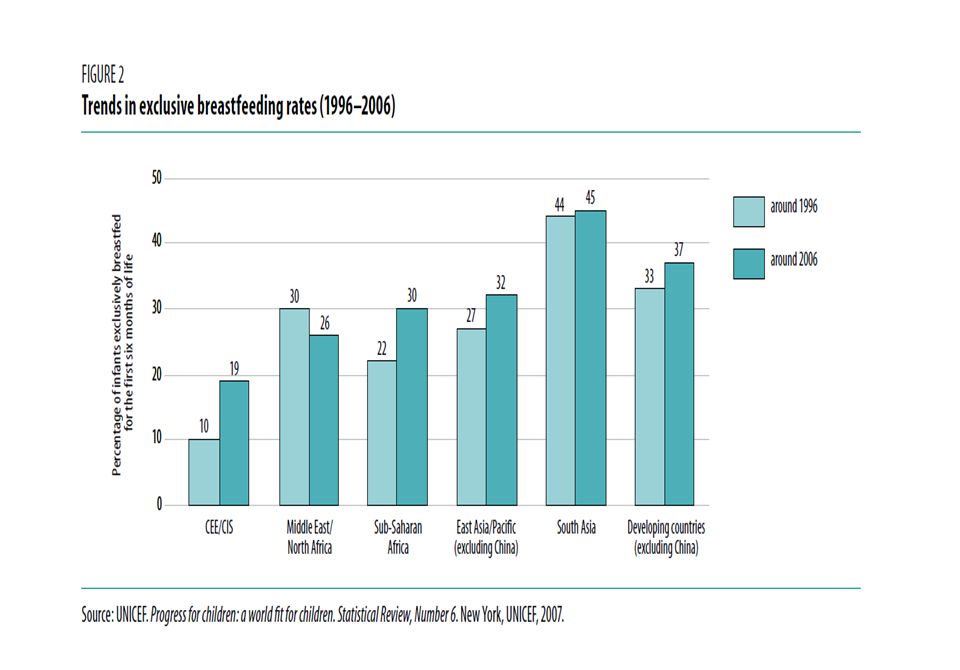 FIGURE 2
Trends in exclusive breastfeeding rates (1996–2006)
Percentage of infants exclusively breastfed
for the first six months of life
50
40
30
20
10
0
10
19
30
26
22
30
27
32
44
45
33
37
CEE/CIS
Middle East/
North Africa
Sub-Saharan
Africa
East Asia/Pacific
(excluding China)
South Asia
Developing countries
(excluding China)
around 1996
around 2006
Source: UNICEF. Progress for children: a world fit for children. Statistical Review, Number 6. New York, UNICEF, 2007.